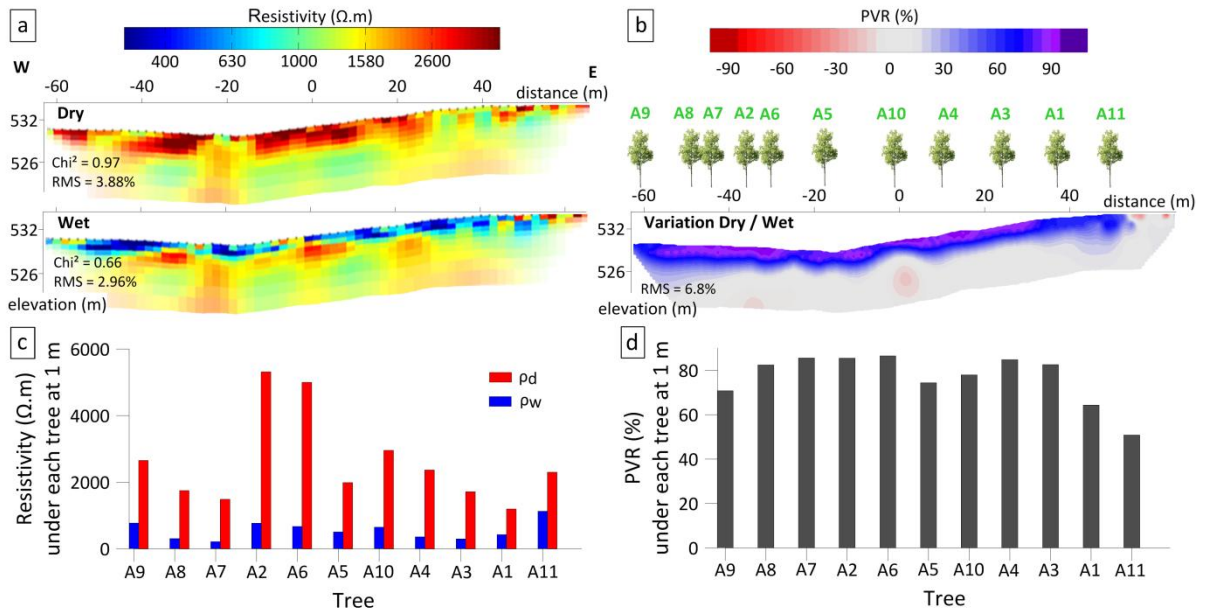 a
Resistivity (Ω.m)
400 630 1000 1580 2600
W
E
-60 -40 -20 0 20 40
distance (m)
Dry
532
526
Chi² = 0.97
RMS = 3.88%
Wet
532
526
Chi² = 0.66
RMS = 2.96%
elevation (m)
b
PVR (%)
-90 -60 -30 0 30 60 90
A9 A8 A7 A2 A6 A5 A10 A4 A3 A1 A11
-60 -40 -20 0 20 40
distance (m)
Variation Dry / Wet
532
526
RMS = 6.8%
elevation (m)
c
Resistivity (Ω.m)
under each tree at 1 m
6000
4000
2000
0
ρd
ρw
A9 A8 A7 A2 A6 A5 A10 A4 A3 A1 A11
Tree
d
PVR (%)
under each tree at 1 m
80
60
40
20
0
A9 A8 A7 A2 A6 A5 A10 A4 A3 A1 A11
Tree